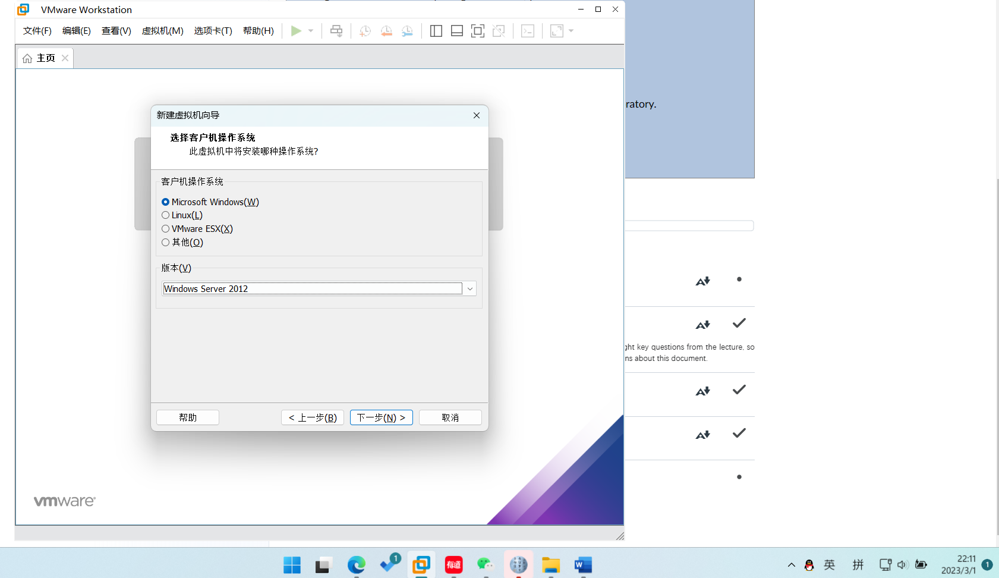 VMware Workstation
文件(F) 编辑(E) 查看(V) 虚拟机(M) 选项卡(T) 帮助(H)
主页
ratory.
新建虚拟机向导
选择客户机操作系统
此虚拟机中将安装哪种操作系统?
客户机操作系统
Microsoft Windows(W)
Linux(L)
VMware ESX(X)
其他(O)
版本(V)
Windows Server 2012
ght key questions from the lecture, so
ns about this document.
帮助 < 上一步(B) 下一步(N) > 取消
vmware
1
有道
W
英 拼
22:11
2023/3/1
1